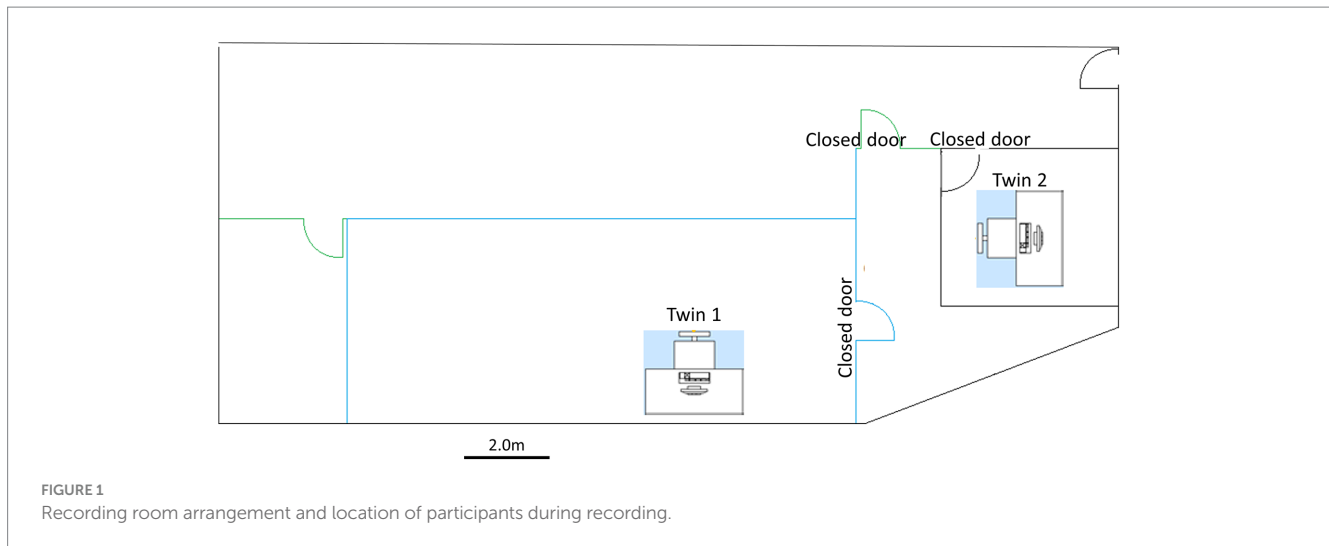 Closed door
Closed door
Twin 2
Closed door
Twin 1
2.0m
FIGURE 1
Recording room arrangement and location of participants during recording.